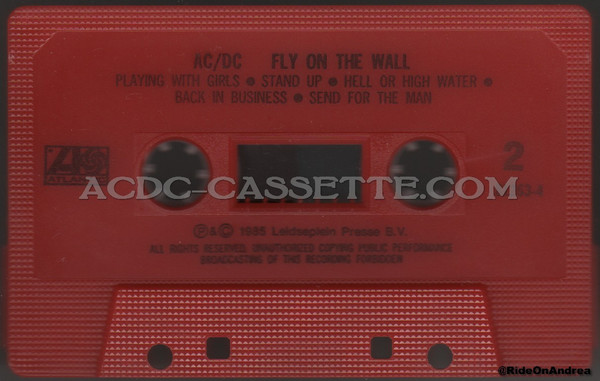 AC/DC FLY ON THE WALL
PLAYING WITH GIRLS • STAND UP • HELL OR HIGH WATER •
BACK IN BUSINESS • SEND FOR THE MAN
2
ATLANTIC
ACDC-CASSETTE.COM
℗&© 1985 Leidseplein Presse B.V.
ALL RIGHTS RESERVED. UNAUTHORIZED COPYING PUBLIC PERFORMANCE
BROADCASTING OF THIS RECORDING FORBIDDEN
@RideOnAndrea